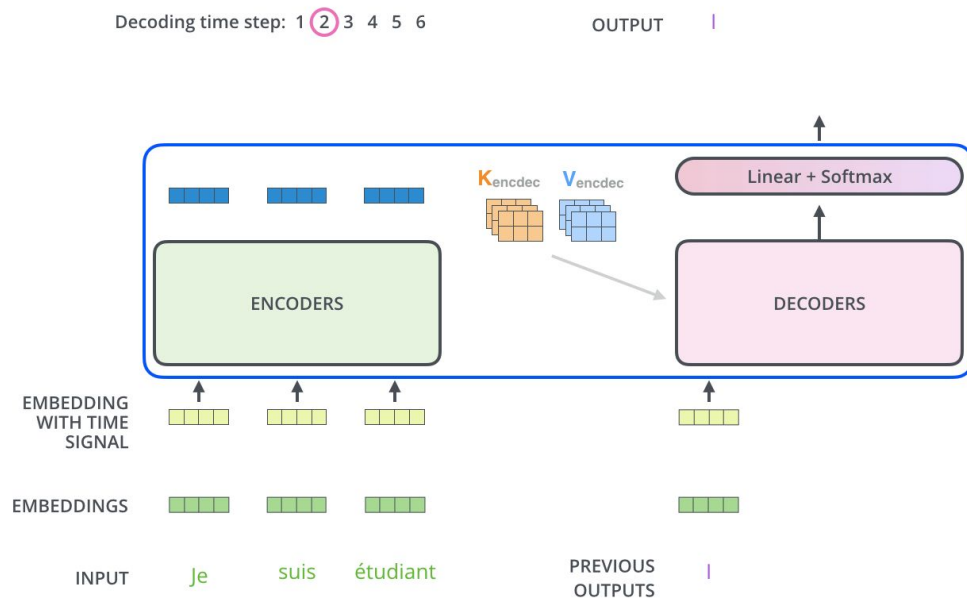 Decoding time step: 1 2 3 4 5 6
OUTPUT I
Linear + Softmax
Kencdec Vencdec
ENCODERS
DECODERS
EMBEDDING
WITH TIME
SIGNAL
EMBEDDINGS
INPUT Je suis étudiant
PREVIOUS
OUTPUTS I